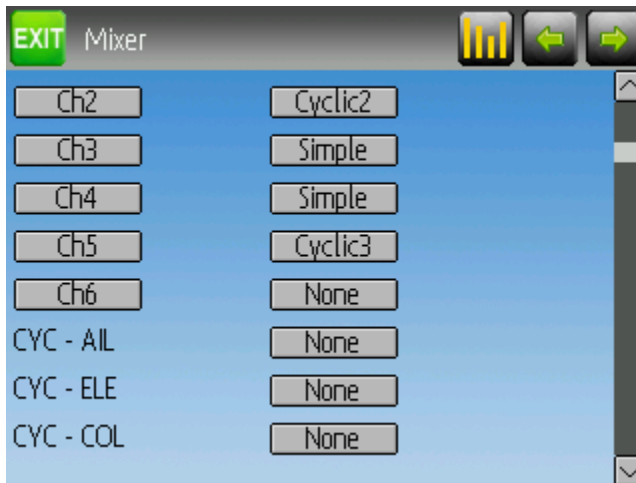 EXIT Mixer
Ch2 Cyclic2
Ch3 Simple
Ch4 Simple
Ch5 Cyclic3
Ch6 None
CYC - AIL None
CYC - ELE None
CYC - COL None